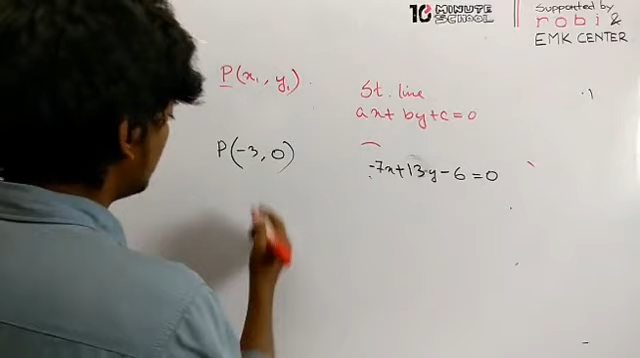 10 MINUTE SCHOOL
Supported by
robi &
EMK CENTER
P(x₁, y₁)
St. line
ax + by + c = 0
P(-3, 0)
-7x + 13y - 6 = 0